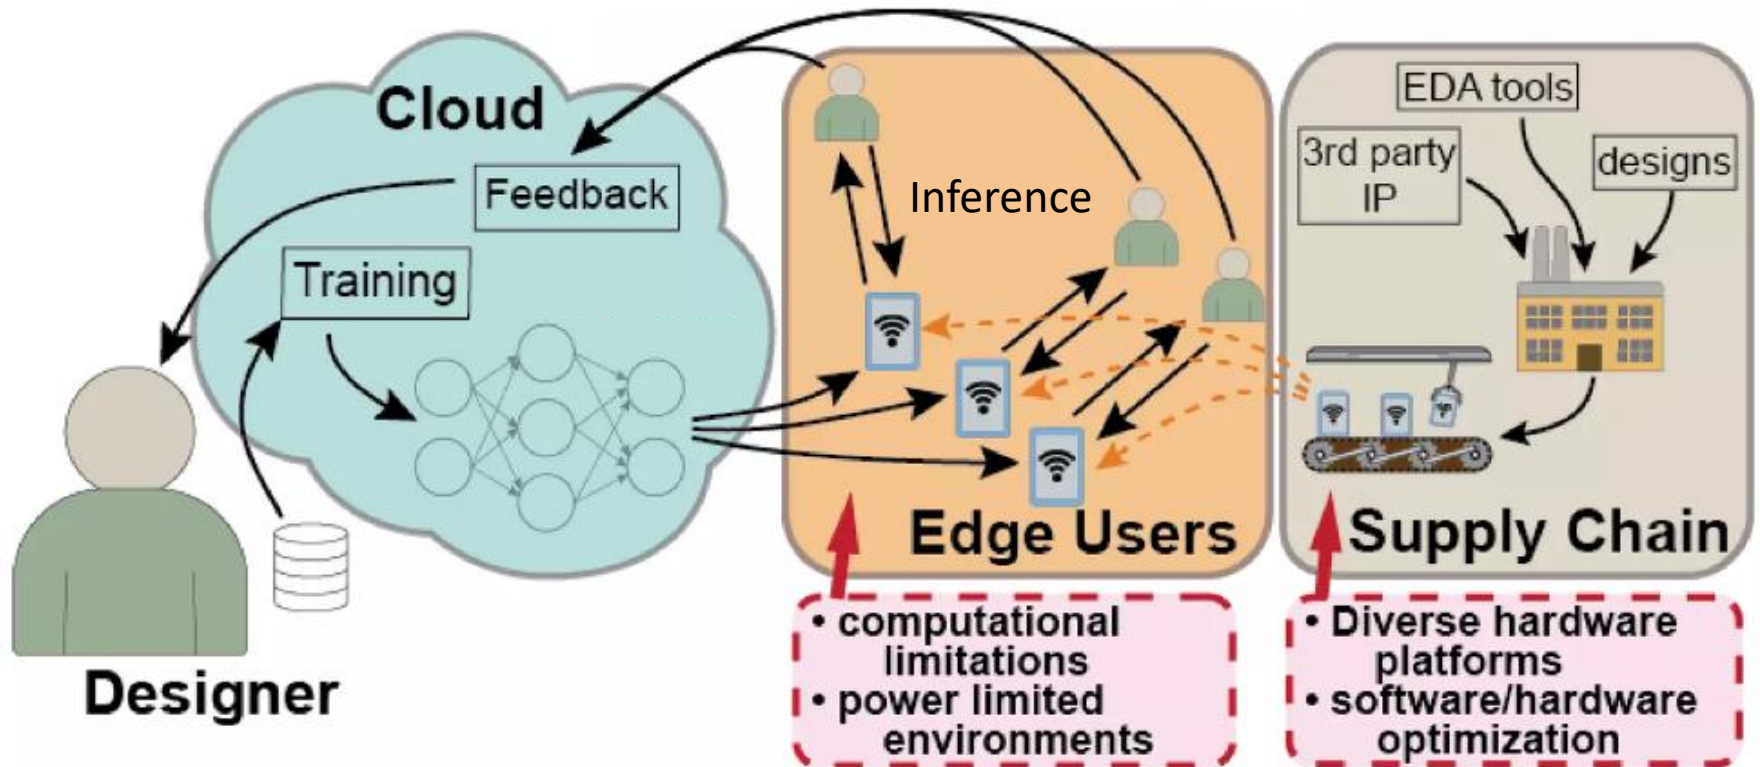 Cloud
Feedback
Training
Designer
Inference
Edge Users
• computational
limitations
• power limited
environments
EDA tools
3rd party
IP
designs
Supply Chain
• Diverse hardware
platforms
• software/hardware
optimization